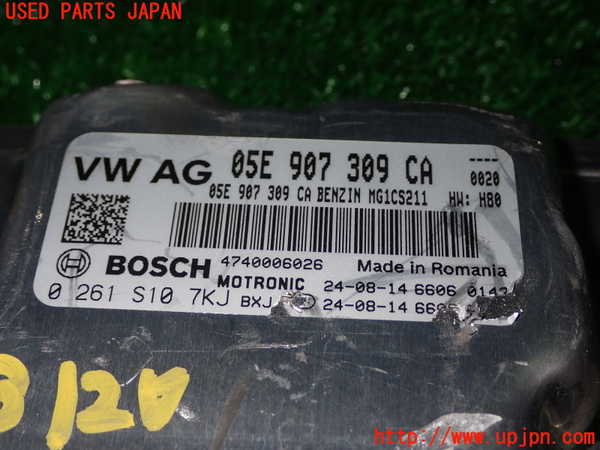 USED PARTS JAPAN
VW AG 05E 907 309 CA ----
05E 907 309 CA BENZIN MG1CS211 0020
HW: H80
BOSCH 4740006026 Made in Romania
MOTRONIC 24-08-14 6606 0142
0 261 S10 7KJ BXJ 24-08-14
http://www.upjpn.com/